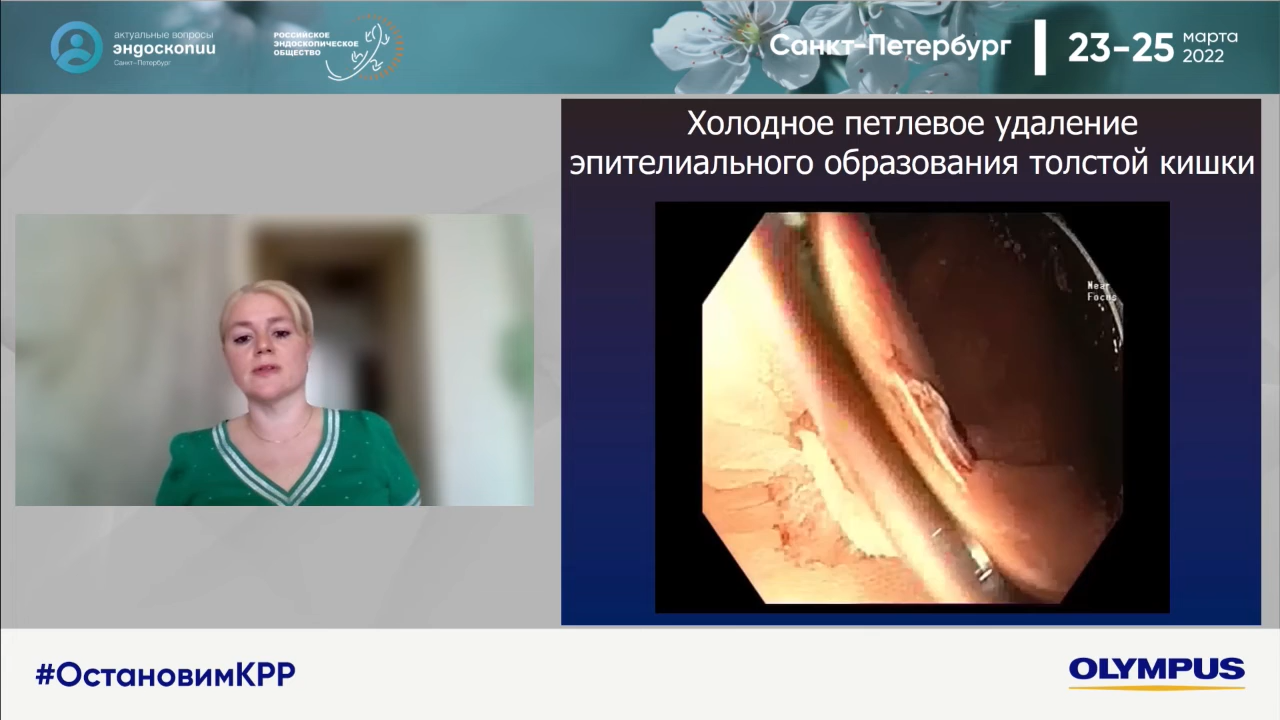 актуальные вопросы
эндоскопии
Санкт-Петербург
РОССИЙСКОЕ
ЭНДОСКОПИЧЕСКОЕ
ОБЩЕСТВО
Санкт-Петербург
23-25
марта
2022
Холодное петлевое удаление
эпителиального образования толстой кишки
Near
Focus
#ОстановимКРР
OLYMPUS